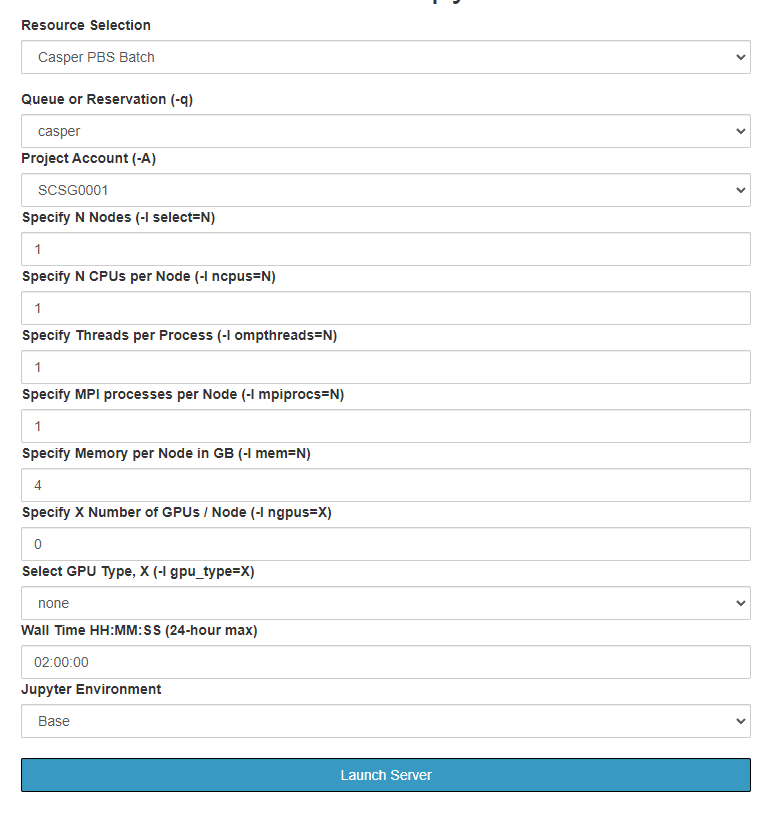 Resource Selection
Casper PBS Batch
Queue or Reservation (-q)
casper
Project Account (-A)
SCSG0001
Specify N Nodes (-l select=N)
1
Specify N CPUs per Node (-l ncpus=N)
1
Specify Threads per Process (-l ompthreads=N)
1
Specify MPI processes per Node (-l mpiprocs=N)
1
Specify Memory per Node in GB (-l mem=N)
4
Specify X Number of GPUs / Node (-l ngpus=X)
0
Select GPU Type, X (-l gpu_type=X)
none
Wall Time HH:MM:SS (24-hour max)
02:00:00
Jupyter Environment
Base
Launch Server